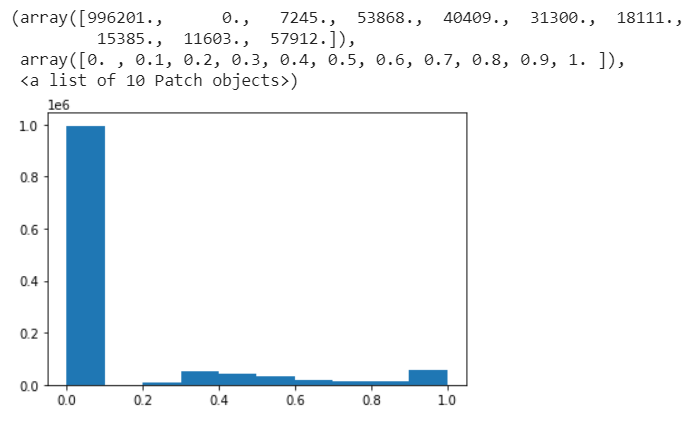 (array([996201., 0., 7245., 53868., 40409., 31300., 18111.,
15385., 11603., 57912.]),
array([0. , 0.1, 0.2, 0.3, 0.4, 0.5, 0.6, 0.7, 0.8, 0.9, 1. ]),
<a list of 10 Patch objects>)
1e6
1.0
0.8
0.6
0.4
0.2
0.0
0.0 0.2 0.4 0.6 0.8 1.0